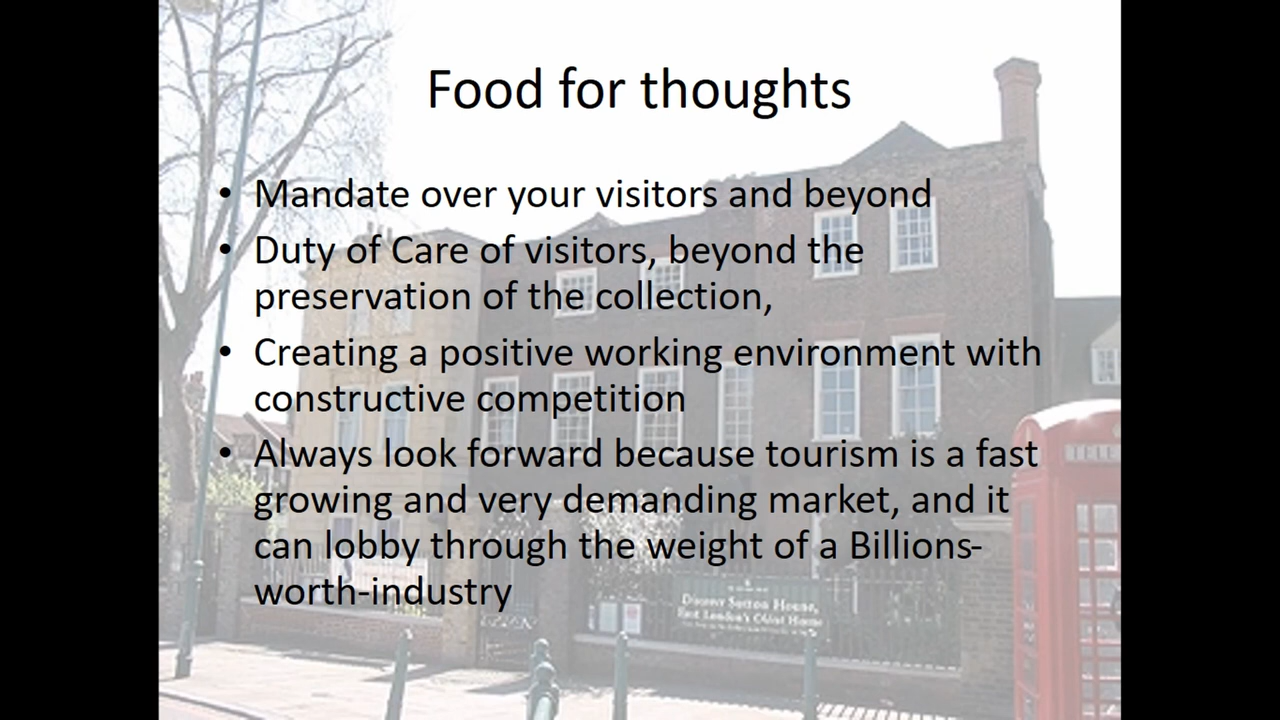 Food for thoughts
• Mandate over your visitors and beyond
• Duty of Care of visitors, beyond the
preservation of the collection,
• Creating a positive working environment with
constructive competition
• Always look forward because tourism is a fast
growing and very demanding market, and it
can lobby through the weight of a Billions-
worth-industry
Discover Sutton House,
East London's Oldest Home